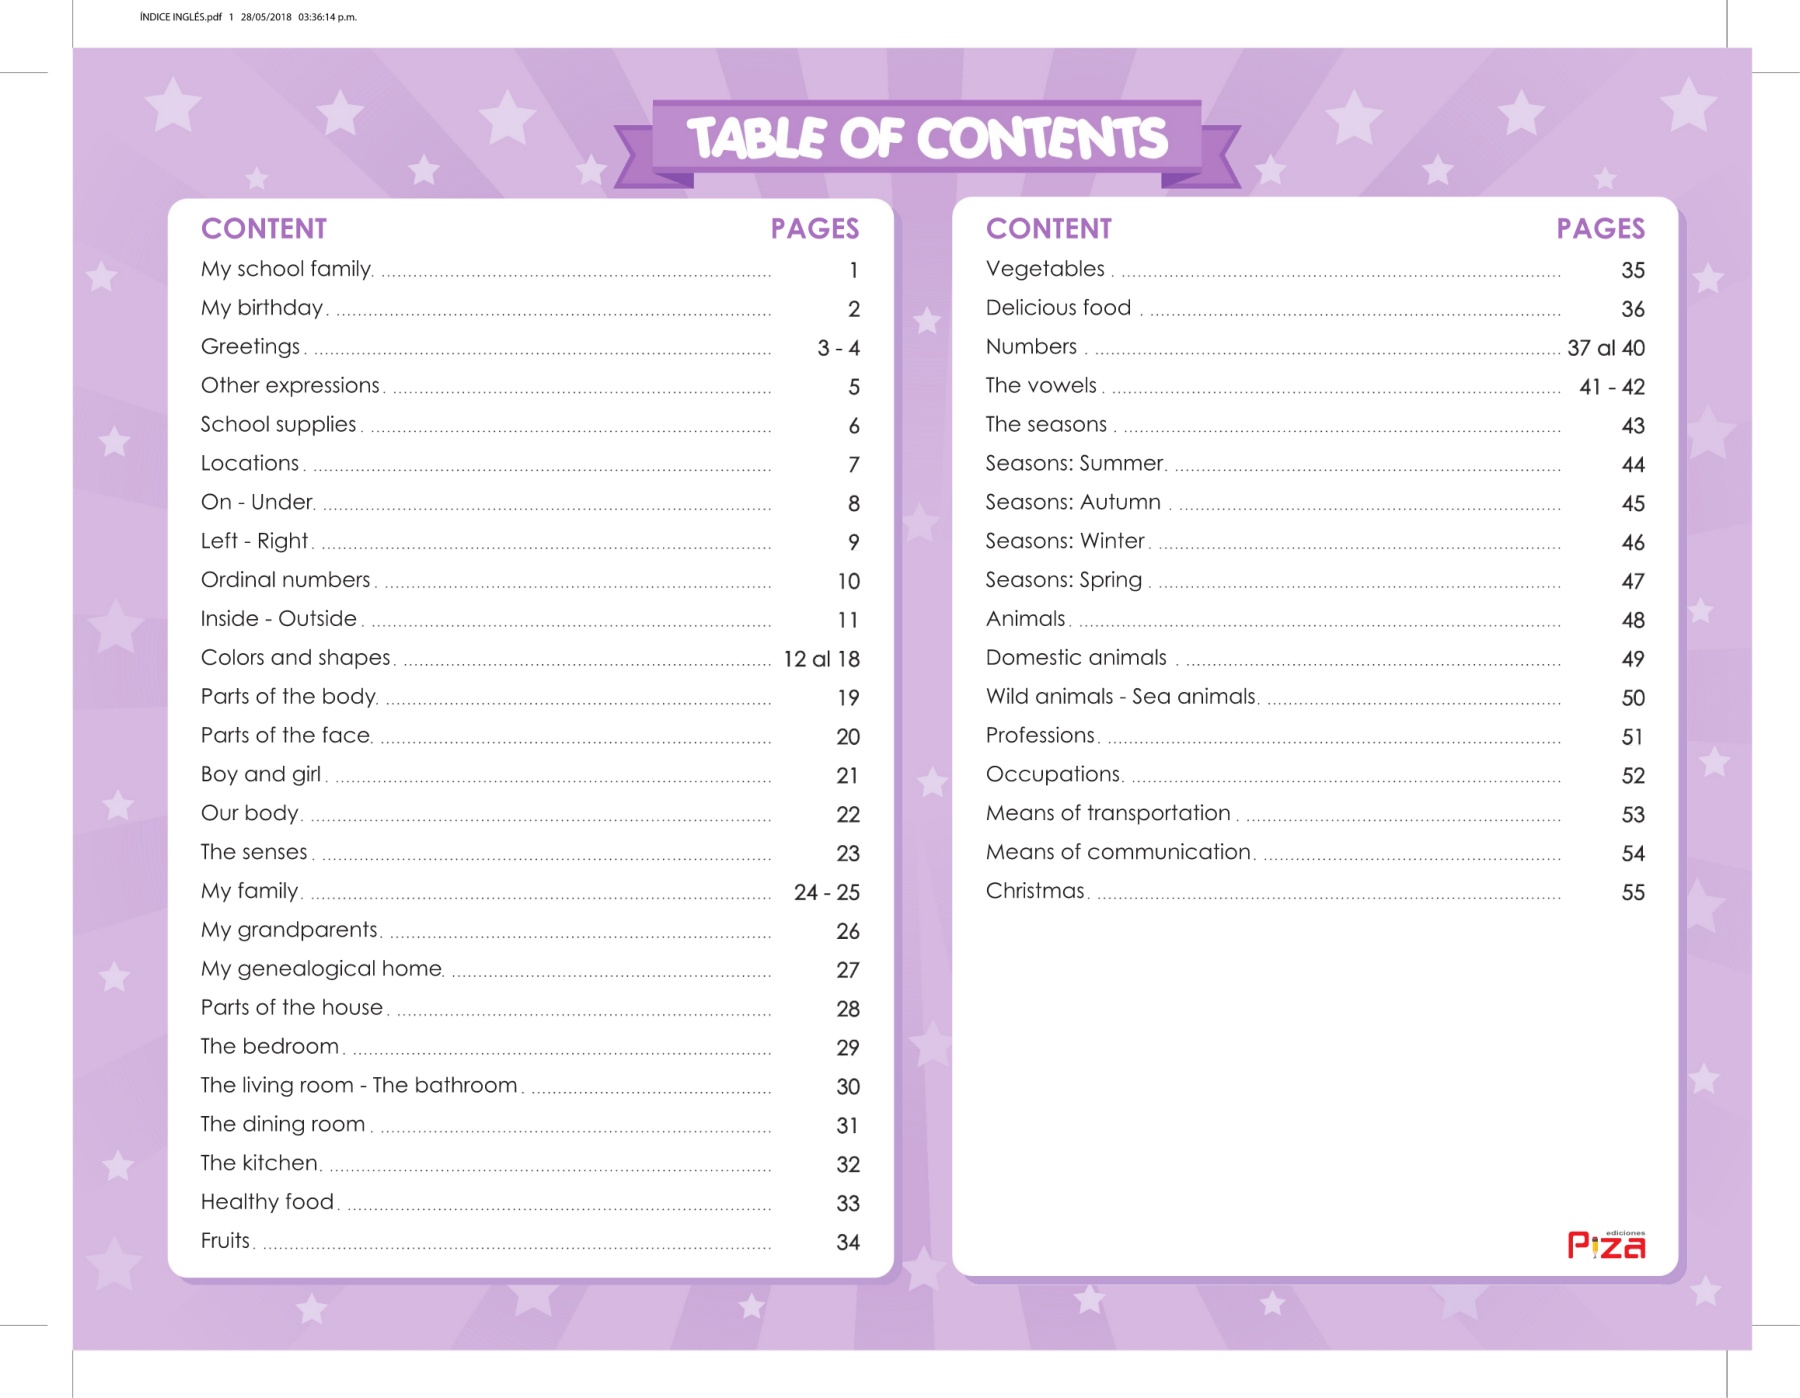 ÍNDICE INGLÉS.pdf 1 28/05/2018 03:36:14 p.m.
TABLE OF CONTENTS
CONTENT PAGES
My school family. 1
My birthday. 2
Greetings. 3 - 4
Other expressions. 5
School supplies. 6
Locations. 7
On - Under. 8
Left - Right. 9
Ordinal numbers. 10
Inside - Outside. 11
Colors and shapes. 12 al 18
Parts of the body. 19
Parts of the face. 20
Boy and girl. 21
Our body. 22
The senses. 23
My family. 24 - 25
My grandparents. 26
My genealogical home. 27
Parts of the house. 28
The bedroom. 29
The living room - The bathroom. 30
The dining room. 31
The kitchen. 32
Healthy food. 33
Fruits. 34
CONTENT PAGES
Vegetables. 35
Delicious food. 36
Numbers. 37 al 40
The vowels. 41 - 42
The seasons. 43
Seasons: Summer. 44
Seasons: Autumn. 45
Seasons: Winter. 46
Seasons: Spring. 47
Animals. 48
Domestic animals. 49
Wild animals - Sea animals. 50
Professions. 51
Occupations. 52
Means of transportation. 53
Means of communication. 54
Christmas. 55
ediciones
Piza